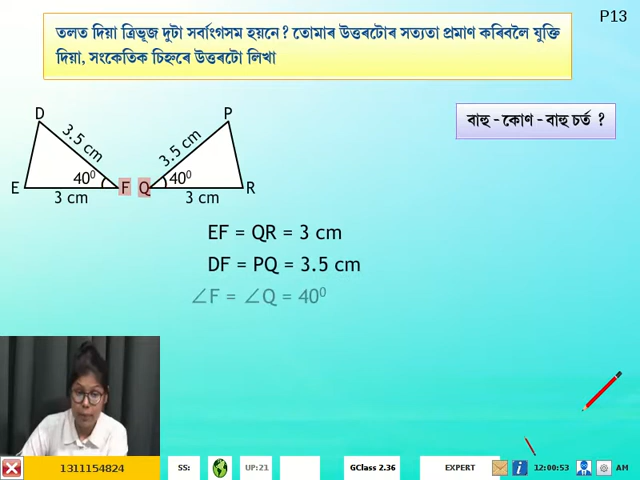 P13
তলত দিয়া ত্ৰিভূজ দুটা সৰ্বাংগসম হয়নে? তোমাৰ উত্তৰটোৰ সত্যতা প্ৰমাণ কৰিবলৈ যুক্তি
দিয়া, সংকেতিক চিহ্নৰে উত্তৰটো লিখা
বাহু - কোণ - বাহু চৰ্ত ?
D P
3.5 cm 3.5 cm
40⁰ 40⁰
E F Q R
3 cm 3 cm
EF = QR = 3 cm
DF = PQ = 3.5 cm
∠F = ∠Q = 40⁰
1311154824 SS: UP:21 GClass 2.36 EXPERT 12:00:53 AM